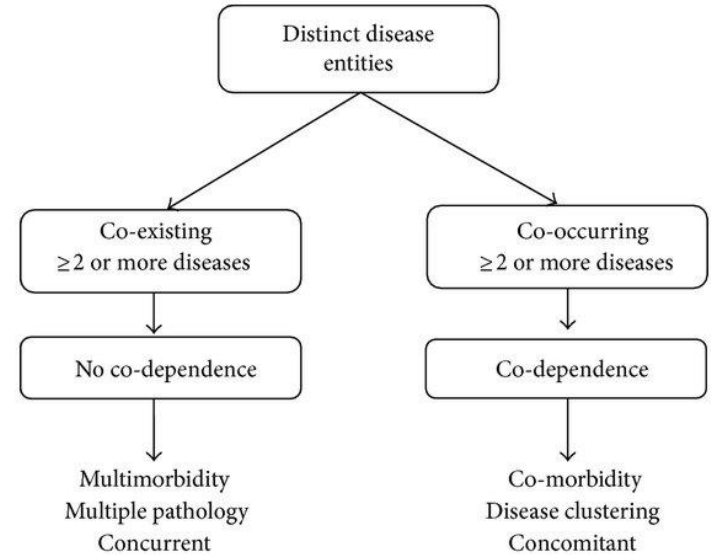 Distinct disease
entities
Co-existing
≥2 or more diseases
Co-occurring
≥2 or more diseases
No co-dependence
Co-dependence
Multimorbidity
Multiple pathology
Concurrent
Co-morbidity
Disease clustering
Concomitant